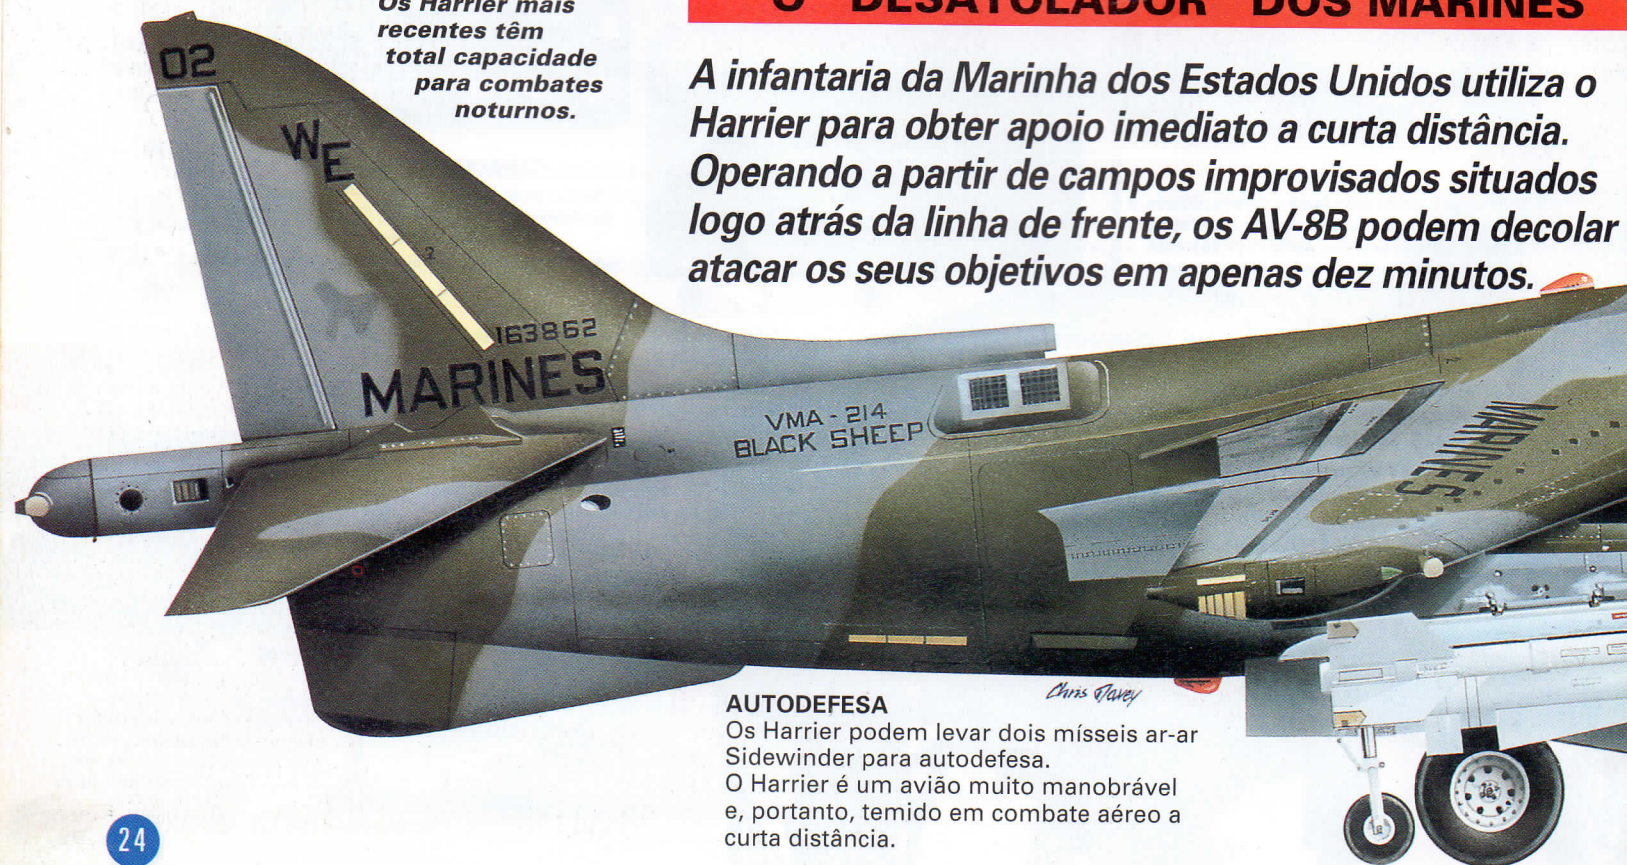 Os Harrier mais
recentes têm
total capacidade
para combates
noturnos.
O "DESATOLADOR" DOS MARINES
A infantaria da Marinha dos Estados Unidos utiliza o
Harrier para obter apoio imediato a curta distância.
Operando a partir de campos improvisados situados
logo atrás da linha de frente, os AV-8B podem decolar
atacar os seus objetivos em apenas dez minutos.
02
WE
2
163862
MARINES
VMA - 214
BLACK SHEEP
MARINES
Chris Davey
AUTODEFESA
Os Harrier podem levar dois mísseis ar-ar
Sidewinder para autodefesa.
O Harrier é um avião muito manobrável
e, portanto, temido em combate aéreo a
curta distância.
24